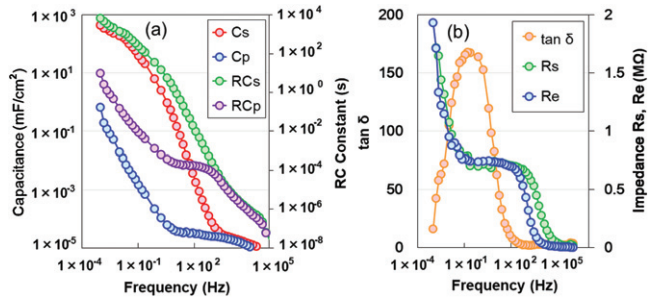 (a)
Cs
Cp
RCs
RCp
1 × 10³
1 × 10¹
1 × 10⁻¹
1 × 10⁻³
1 × 10⁻⁵
Capacitance (mF/cm²)
1 × 10⁴
1 × 10²
1 × 10⁰
1 × 10⁻²
1 × 10⁻⁴
1 × 10⁻⁶
1 × 10⁻⁸
RC Constant (s)
1 × 10⁻⁴
1 × 10⁻¹
1 × 10²
1 × 10⁵
Frequency (Hz)
(b)
tan δ
Rs
Re
200
150
100
50
0
tan δ
2
1.5
1
0.5
0
Impedance Rs, Re (MΩ)
1 × 10⁻⁴
1 × 10⁻¹
1 × 10²
1 × 10⁵
Frequency (Hz)